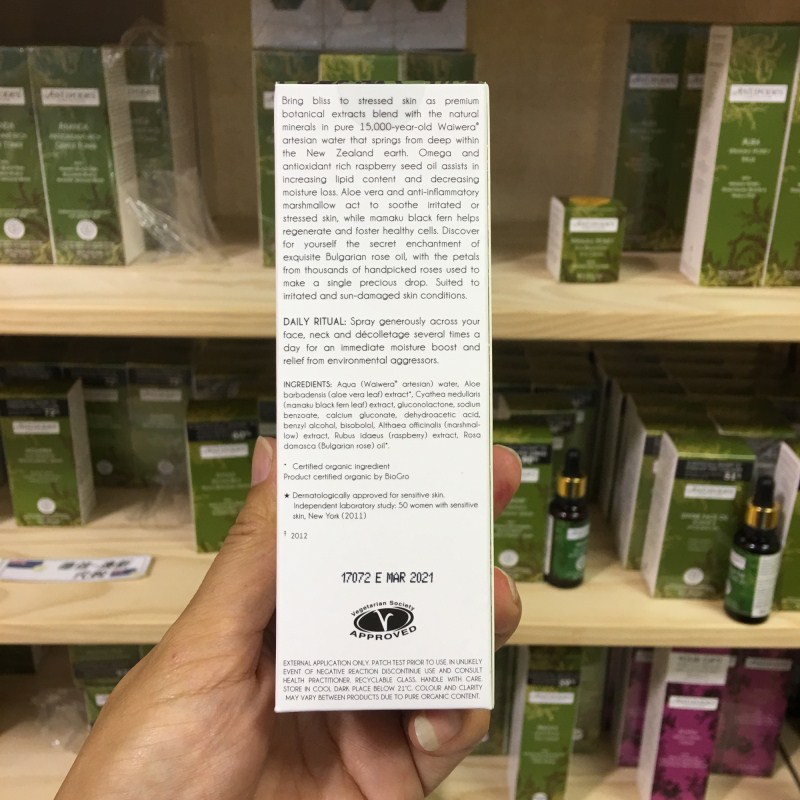 Bring bliss to stressed skin as premium
botanical extracts blend with the natural
minerals in pure 15,000-year-old Waiwera®
artesian water that springs from deep within
the New Zealand earth. Omega and
antioxidant rich raspberry seed oil assists in
increasing lipid content and decreasing
moisture loss. Aloe vera and anti-inflammatory
marshmallow act to soothe irritated or
stressed skin, while mamaku black fern helps
regenerate and foster healthy cells. Discover
for yourself the secret enchantment of
exquisite Bulgarian rose oil, with the petals
from thousands of handpicked roses used to
make a single precious drop. Suited to
irritated and sun-damaged skin conditions.
DAILY RITUAL: Spray generously across your
face, neck and décolletage several times a
day for an immediate moisture boost and
relief from environmental aggressors.
INGREDIENTS: Aqua (Waiwera® artesian) water, Aloe
barbadensis (aloe vera leaf) extract*, Cyathea medullaris
(mamaku black fern leaf) extract, gluconolactone, sodium
benzoate, calcium gluconate, dehydroacetic acid,
benzyl alcohol, bisobolol, Althaea officinalis (marshmal-
low) extract, Rubus idaeus (raspberry) extract, Rosa
damasca (Bulgarian rose) oil*.
* Certified organic ingredient
Product certified organic by BioGro
★ Dermatologically approved for sensitive skin.
Independent laboratory study: 50 women with sensitive
skin, New York (2011)
§ 2012
17072 E MAR 2021
Vegetarian Society
V
APPROVED
EXTERNAL APPLICATION ONLY. PATCH TEST PRIOR TO USE. IN UNLIKELY
EVENT OF NEGATIVE REACTION DISCONTINUE USE AND CONSULT
HEALTH PRACTITIONER. RECYCLABLE GLASS. HANDLE WITH CARE.
STORE IN COOL DARK PLACE BELOW 21°C. COLOUR AND CLARITY
MAY VARY BETWEEN PRODUCTS DUE TO PURE ORGANIC CONTENT.